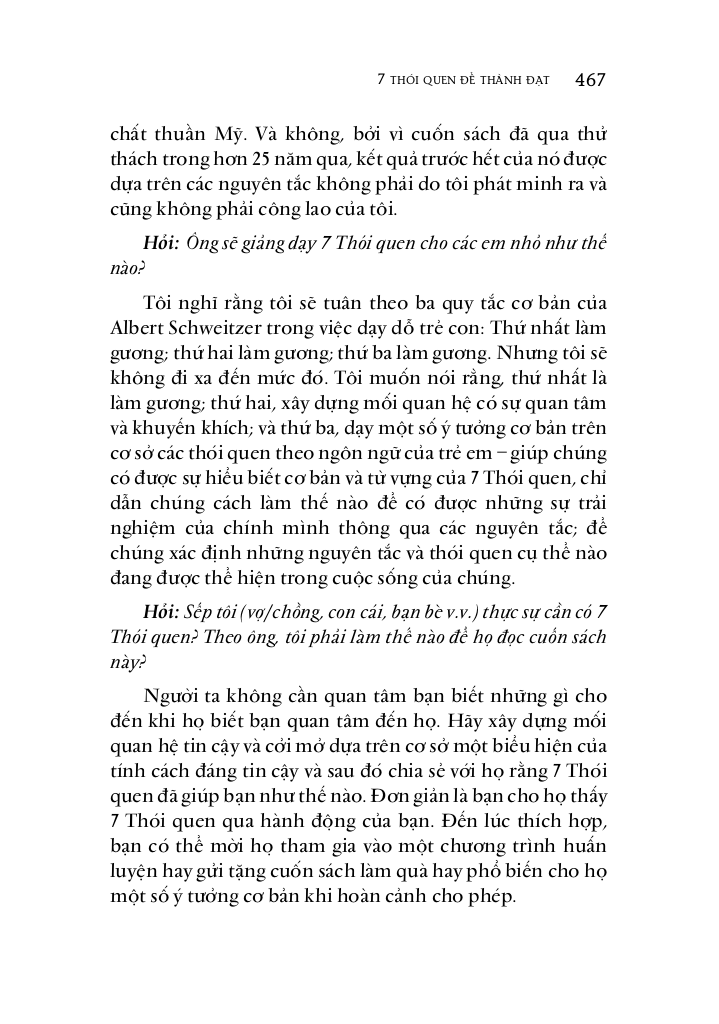 7 THÓI QUEN ĐỂ THÀNH ĐẠT 467
chất thuần Mỹ. Và không, bởi vì cuốn sách đã qua thử
thách trong hơn 25 năm qua, kết quả trước hết của nó được
dựa trên các nguyên tắc không phải do tôi phát minh ra và
cũng không phải công lao của tôi.
Hỏi: Ông sẽ giảng dạy 7 Thói quen cho các em nhỏ như thế
nào?
Tôi nghĩ rằng tôi sẽ tuân theo ba quy tắc cơ bản của
Albert Schweitzer trong việc dạy dỗ trẻ con: Thứ nhất làm
gương; thứ hai làm gương; thứ ba làm gương. Nhưng tôi sẽ
không đi xa đến mức đó. Tôi muốn nói rằng, thứ nhất là
làm gương; thứ hai, xây dựng mối quan hệ có sự quan tâm
và khuyến khích; và thứ ba, dạy một số ý tưởng cơ bản trên
cơ sở các thói quen theo ngôn ngữ của trẻ em – giúp chúng
có được sự hiểu biết cơ bản và từ vựng của 7 Thói quen, chỉ
dẫn chúng cách làm thế nào để có được những sự trải
nghiệm của chính mình thông qua các nguyên tắc; để
chúng xác định những nguyên tắc và thói quen cụ thể nào
đang được thể hiện trong cuộc sống của chúng.
Hỏi: Sếp tôi (vợ/chồng, con cái, bạn bè v.v.) thực sự cần có 7
Thói quen? Theo ông, tôi phải làm thế nào để họ đọc cuốn sách
này?
Người ta không cần quan tâm bạn biết những gì cho
đến khi họ biết bạn quan tâm đến họ. Hãy xây dựng mối
quan hệ tin cậy và cởi mở dựa trên cơ sở một biểu hiện của
tính cách đáng tin cậy và sau đó chia sẻ với họ rằng 7 Thói
quen đã giúp bạn như thế nào. Đơn giản là bạn cho họ thấy
7 Thói quen qua hành động của bạn. Đến lúc thích hợp,
bạn có thể mời họ tham gia vào một chương trình huấn
luyện hay gửi tặng cuốn sách làm quà hay phổ biến cho họ
một số ý tưởng cơ bản khi hoàn cảnh cho phép.